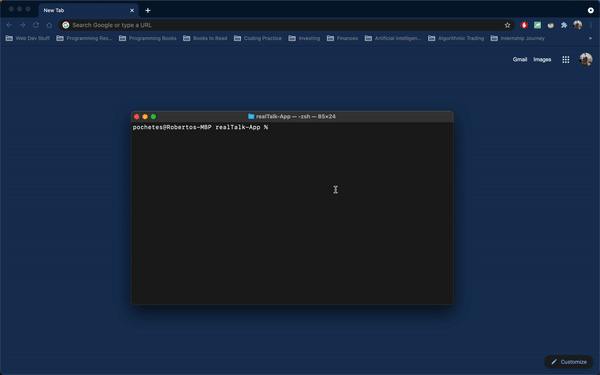 New Tab
Search Google or type a URL
Web Dev Stuff
Programming Res...
Programming Books
Books to Read
Coding Practice
Investing
Finances
Artificial Intelligen...
Algorithmic Trading
Internship Journey
»
Gmail
Images
realTalk-App — -zsh — 85×24
pochetes@Robertos-MBP realTalk-App %
Customize